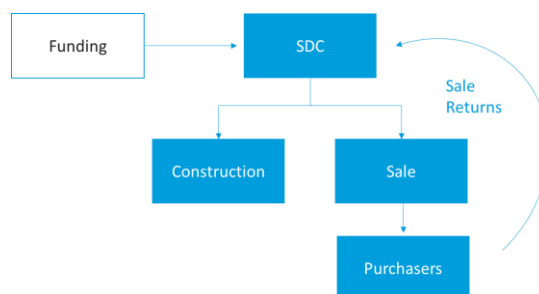 Funding
SDC
Sale
Returns
Construction
Sale
Purchasers